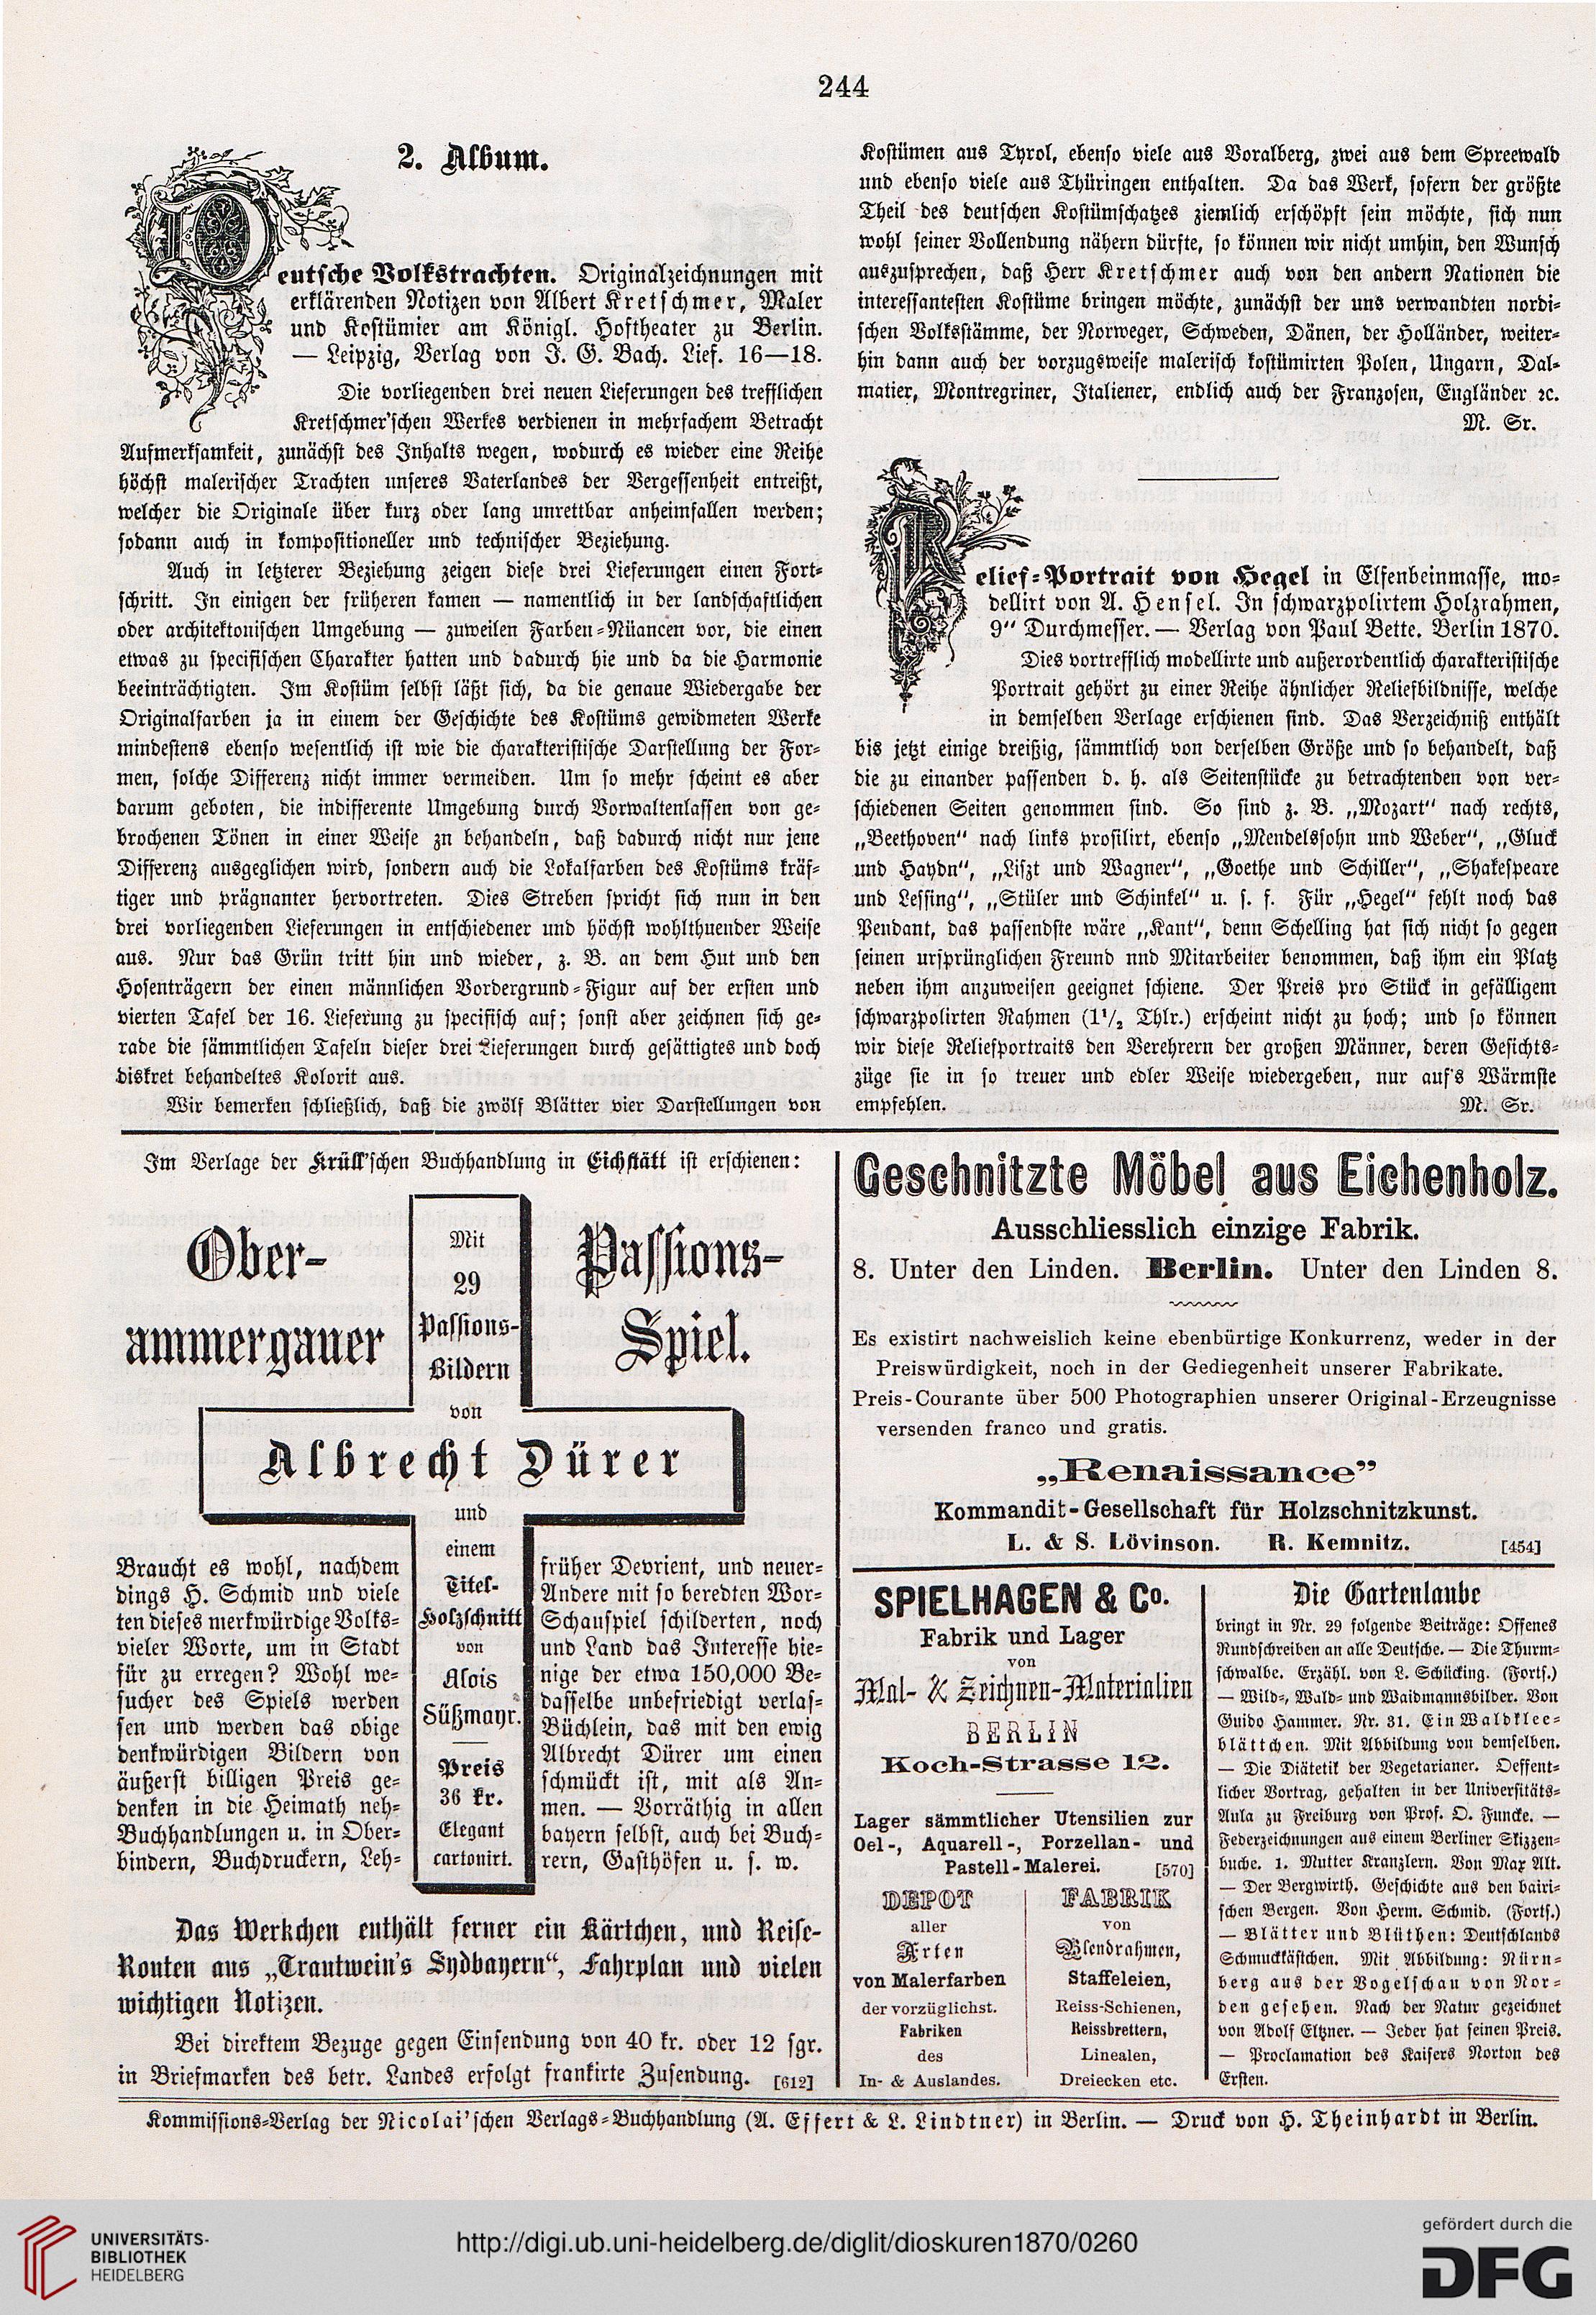 244
2. Album.
Deutsche Volkstrachten. Originalzeichnungen mit
erklärenden Notizen von Albert Kretschmer, Maler
und Kostümier am Königl. Hoftheater zu Berlin.
— Leipzig, Verlag von J. G. Bach. Lief. 16—18.
Die vorliegenden drei neuen Lieferungen des trefflichen
Kretschmer'schen Werkes verdienen in mehrfachem Betracht
Aufmerksamkeit, zunächst des Inhalts wegen, wodurch es wieder eine Reihe
höchst malerischer Trachten unseres Vaterlandes der Vergessenheit entreißt,
welcher die Originale über kurz oder lang unrettbar anheimfallen werden;
sodann auch in kompositioneller und technischer Beziehung.
Auch in letzterer Beziehung zeigen diese drei Lieferungen einen Fort-
schritt. In einigen der früheren kamen — namentlich in der landschaftlichen
oder architektonischen Umgebung — zuweilen Farben-Nüancen vor, die einen
etwas zu specifischen Charakter hatten und dadurch hie und da die Harmonie
beeinträchtigten. Im Kostüm selbst läßt sich, da die genaue Wiedergabe der
Originalfarben ja in einem der Geschichte des Kostüms gewidmeten Werke
mindestens ebenso wesentlich ist wie die charakteristische Darstellung der For-
men, solche Differenz nicht immer vermeiden. Um so mehr scheint es aber
darum geboten, die indifferente Umgebung durch Vorwaltenlassen von ge-
brochenen Tönen in einer Weise zn behandeln, daß dadurch nicht nur jene
Differenz ausgeglichen wird, sondern auch die Lokalfarben des Kostüms kräf-
tiger und prägnanter hervortreten. Dies Streben spricht sich nun in den
drei vorliegenden Lieferungen in entschiedener und höchst wohlthuender Weise
aus. Nur das Grün tritt hin und wieder, z. B. an dem Hut und den
Hosenträgern der einen männlichen Vordergrund-Figur auf der ersten und
vierten Tafel der 16. Lieferung zu specifisch auf; sonst aber zeichnen sich ge-
rade die sämmtlichen Tafeln dieser drei Lieferungen durch gesättigtes und doch
diskret behandeltes Kolorit aus.
Wir bemerken schließlich, daß die zwölf Blätter vier Darstellungen von
Kostümen aus Tyrol, ebenso viele aus Voralberg, zwei aus dem Spreewald
und ebenso viele aus Thüringen enthalten. Da das Werk, sofern der größte
Theil des deutschen Kostümschatzes ziemlich erschöpft sein möchte, sich nun
wohl seiner Vollendung nähern dürfte, so können wir nicht umhin, den Wunsch
auszusprechen, daß Herr Kretschmer auch von den andern Nationen die
interessantesten Kostüme bringen möchte, zunächst der uns verwandten nordi-
schen Volksstämme, der Norweger, Schweden, Dänen, der Holländer, weiter-
hin dann auch der vorzugsweise malerisch kostümirten Polen, Ungarn, Dal-
matier, Montregriner, Italiener, endlich auch der Franzosen, Engländer ꝛc.
M. Sr.
Relief-Portrait von Hegel in Elfenbeinmasse, mo-
dellirt von A. Hensel. In schwarzpolirtem Holzrahmen,
9" Durchmesser. — Verlag von Paul Bette. Berlin 1870.
Dies vortrefflich modellirte und außerordentlich charakteristische
Portrait gehört zu einer Reihe ähnlicher Reliefbildnisse, welche
in demselben Verlage erschienen sind. Das Verzeichniß enthält
bis jetzt einige dreißig, sämmtlich von derselben Größe und so behandelt, daß
die zu einander passenden d. h. als Seitenstücke zu betrachtenden von ver-
schiedenen Seiten genommen sind. So sind z. B. „Mozart" nach rechts,
„Beethoven" nach links profilirt, ebenso „Mendelssohn und Weber", „Gluck
und Haydn", „Liszt und Wagner", „Goethe und Schiller", „Shakespeare
und Lessing", „Stüler und Schinkel" u. s. f. Für „Hegel" fehlt noch das
Pendant, das passendste wäre „Kant", denn Schelling hat sich nicht so gegen
seinen ursprünglichen Freund nnd Mitarbeiter benommen, daß ihm ein Platz
neben ihm anzuweisen geeignet schiene. Der Preis pro Stück in gefälligem
schwarzpolirten Rahmen (1¹/₂ Thlr.) erscheint nicht zu hoch; und so können
wir diese Reliefportraits den Verehrern der großen Männer, deren Gesichts-
züge sie in so treuer und edler Weise wiedergeben, nur auf's Wärmste
empfehlen. M. Sr.
Im Verlage der Krüll'schen Buchhandlung in Eichstätt ist erschienen:
Ober-
ammergauer
Passions-
Spiel.
Mit
29
Passions-
Bildern
von
Albrecht Dürer
und
einem
Titel-
Holzschnitt
von
Alois
Süßmayr.
Preis
36 kr.
Elegant
cartonirt.
Braucht es wohl, nachdem
dings H. Schmid und viele
ten dieses merkwürdige Volks-
vieler Worte, um in Stadt
für zu erregen? Wohl we-
sucher des Spiels werden
sen und werden das obige
denkwürdigen Bildern von
äußerst billigen Preis ge-
denken in die Heimath neh-
Buchhandlungen u. in Ober-
bindern, Buchdruckern, Leh-
früher Devrient, und neuer-
Andere mit so beredten Wor-
Schauspiel schilderten, noch
und Land das Interesse hie-
nige der etwa 150,000 Be-
dasselbe unbefriedigt verlas-
Büchlein, das mit den ewig
Albrecht Dürer um einen
schmückt ist, mit als An-
men. — Vorräthig in allen
bayern selbst, auch bei Buch-
rern, Gasthöfen u. s. w.
Das Werkchen enthält ferner ein Kärtchen, und Reise-
Routen aus „Trautwein's Sydbayern", Fahrplan und vielen
wichtigen Notizen.
Bei direktem Bezuge gegen Einsendung von 40 kr. oder 12 sgr.
in Briefmarken des betr. Landes erfolgt frankirte Zusendung. [612]
Geschnitzte Möbel aus Eichenholz.
Ausschliesslich einzige Fabrik.
8. Unter den Linden. Berlin. Unter den Linden 8.
Es existirt nachweislich keine ebenbürtige Konkurrenz, weder in der
Preiswürdigkeit, noch in der Gediegenheit unserer Fabrikate.
Preis-Courante über 500 Photographien unserer Original-Erzeugnisse
versenden franco und gratis.
„Renaissance"
Kommandit-Gesellschaft für Holzschnitzkunst.
L. & S. Lövinson. R. Kemnitz. [454]
SPIELHAGEN & Co.
Fabrik und Lager
von
Mal- & Zeichnen-Materialien
BERLIN
Koch-Strasse 12.
Lager sämmtlicher Utensilien zur
Oel-, Aquarell-, Porzellan- und
Pastell-Malerei. [570]
DEPOT
aller
Arten
von Malerfarben
der vorzüglichst.
Fabriken
des
In- & Auslandes.
FABRIK
von
Blendrahmen,
Staffeleien,
Reiss-Schienen,
Reissbrettern,
Linealen,
Dreiecken etc.
Die Gartenlaube
bringt in Nr. 29 folgende Beiträge: Offenes
Rundschreiben an alle Deutsche. — Die Thurm-
schwalbe. Erzähl. von L. Schücking. (Forts.)
— Wild-, Wald- und Waidmannsbilder. Von
Guido Hammer. Nr. 31. Ein Waldklee-
blättchen. Mit Abbildung von demselben.
— Die Diätetik der Vegetarianer. Oeffent-
licher Vortrag, gehalten in der Universitäts-
Aula zu Freiburg von Prof. O. Funcke. —
Federzeichnungen aus einem Berliner Skizzen-
buche. 1. Mutter Kranzlern. Von Max Alt.
— Der Bergwirth. Geschichte aus den bairi-
schen Bergen. Von Herm. Schmid. (Forts.)
— Blätter und Blüthen: Deutschlands
Schmuckkästchen. Mit Abbildung: Nürn-
berg aus der Vogelschau von Nor-
den gesehen. Nach der Natur gezeichnet
von Adolf Eltzner. — Jeder hat seinen Preis.
— Proclamation des Kaisers Norton des
Ersten.
Kommissions-Verlag der Nicolai'schen Verlags-Buchhandlung (A. Effert & L. Lindtner) in Berlin. — Druck von H. Theinhardt in Berlin.
UNIVERSITÄTS-
BIBLIOTHEK
HEIDELBERG
http://digi.ub.uni-heidelberg.de/diglit/dioskuren1870/0260
gefördert durch die
DFG